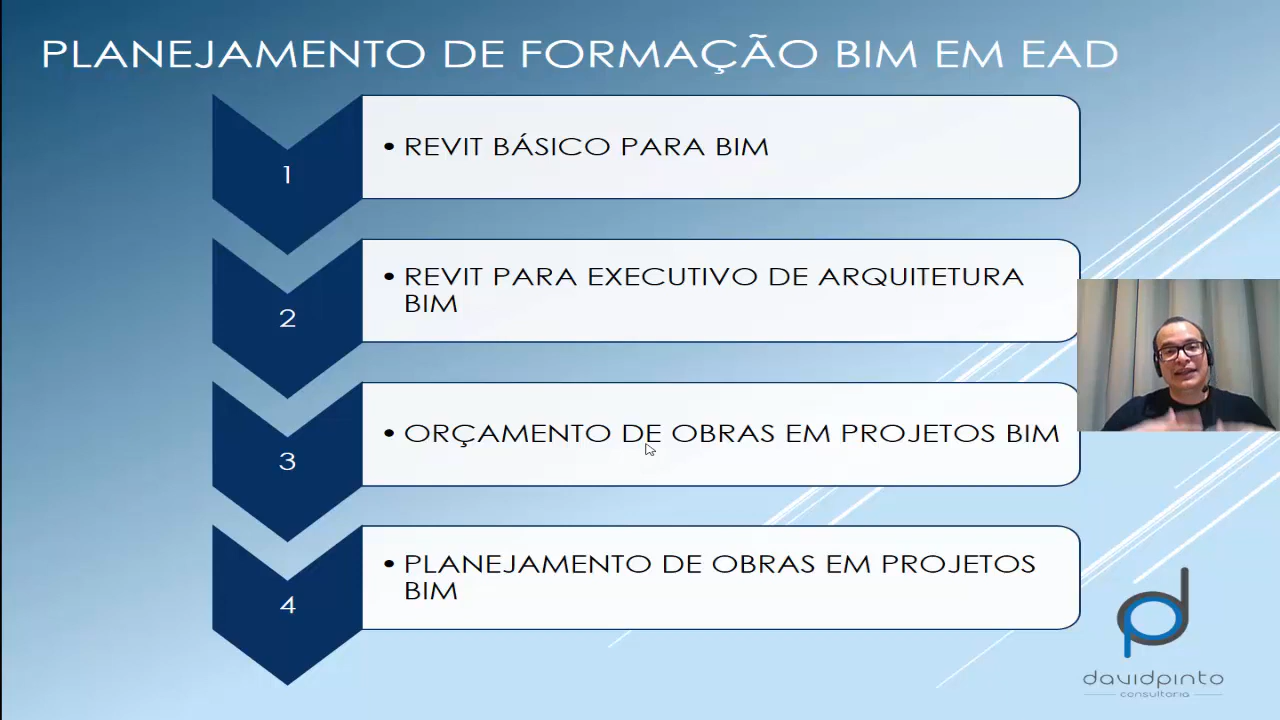 PLANEJAMENTO DE FORMAÇÃO BIM EM EAD
1
• REVIT BÁSICO PARA BIM
2
• REVIT PARA EXECUTIVO DE ARQUITETURA
BIM
3
• ORÇAMENTO DE OBRAS EM PROJETOS BIM
4
• PLANEJAMENTO DE OBRAS EM PROJETOS
BIM
davidpinto
consultoria